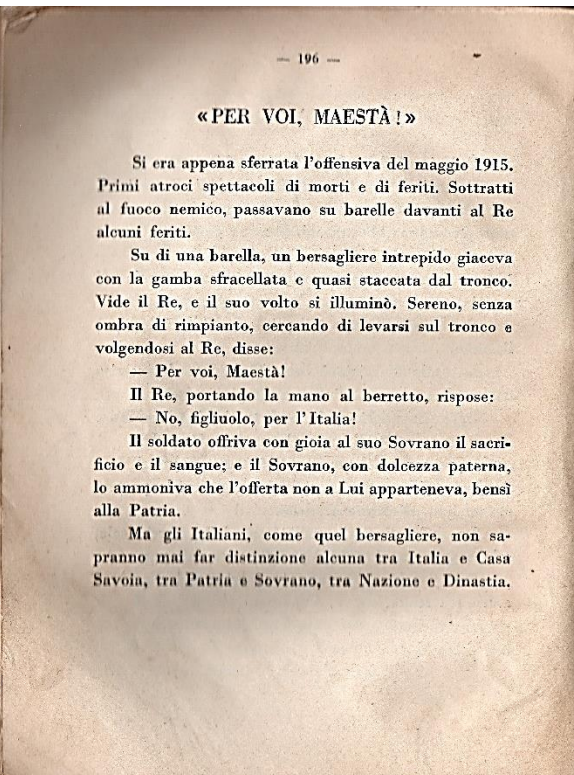 — 196 —
«PER VOI, MAESTÀ!»
Si era appena sferrata l'offensiva del maggio 1915.
Primi atroci spettacoli di morti e di feriti. Sottratti
al fuoco nemico, passavano su barelle davanti al Re
alcuni feriti.
Su di una barella, un bersagliere intrepido giaceva
con la gamba sfracellata e quasi staccata dal tronco.
Vide il Re, e il suo volto si illuminò. Sereno, senza
ombra di rimpianto, cercando di levarsi sul tronco e
volgendosi al Re, disse:
— Per voi, Maestà!
Il Re, portando la mano al berretto, rispose:
— No, figliuolo, per l'Italia!
Il soldato offriva con gioia al suo Sovrano il sacri-
ficio e il sangue; e il Sovrano, con dolcezza paterna,
lo ammoniva che l'offerta non a Lui apparteneva, bensì
alla Patria.
Ma gli Italiani, come quel bersagliere, non sa-
pranno mai far distinzione alcuna tra Italia e Casa
Savoia, tra Patria e Sovrano, tra Nazione e Dinastia.